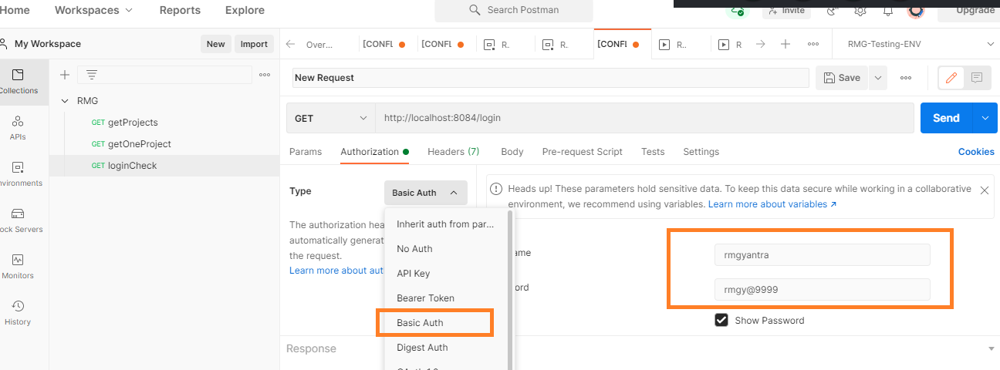 Home Workspaces Reports Explore Search Postman Invite Upgrade
My Workspace New Import Over... [CONFL [CONFL R. R. [CONFL R.. R RMG-Testing-ENV
New Request Save
Collections
RMG
GET http://localhost:8084/login Send
GET getProjects
APIs
GET getOneProject
Params Authorization Headers (7) Body Pre-request Script Tests Settings Cookies
GET loginCheck
nvironments
Type Basic Auth
Heads up! These parameters hold sensitive data. To keep this data secure while working in a collaborative
environment, we recommend using variables. Learn more about variables ↗
The authorization hea
automatically generat
the request.
Learn more about aut
Inherit auth from par...
No Auth
API Key
Bearer Token
Basic Auth
Digest Auth
ame rmgyantra
ord rmgy@9999
Show Password
ock Servers
Monitors
History
Response